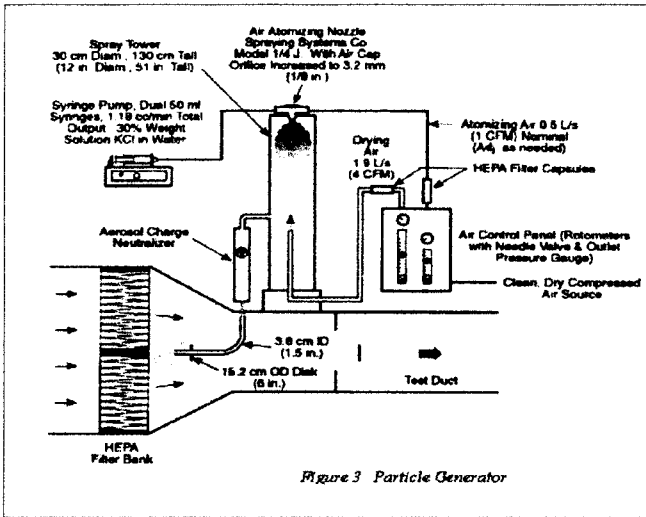 Air Atomizing Nozzle
Spraying Systems Co
Model 1/4 J. With Air Cap
Orifice Increased to 3.2 mm
(1/8 in)
Spray Tower
30 cm Diam, 130 cm Tall
(12 in Diam, 51 in Tall)
Syringe Pump, Dual 50 ml
Syringes, 1.18 cc/min Total
Output 30% Weight
Solution KCl in Water
Drying
Air
1.9 L/s
(4 CFM)
Atomizing Air 0.5 L/s
(1 CFM) Nominal
(Adj as needed)
HEPA Filter Capsules
Aerosol Charge
Neutralizer
Air Control Panel (Rotometers
with Needle Valve & Outlet
Pressure Gauge)
Clean, Dry Compressed
Air Source
3.8 cm ID
(1.5 in.)
15.2 cm OD Disk
(6 in.)
Test Duct
HEPA
Filter Bank
Figure 3 Particle Generator